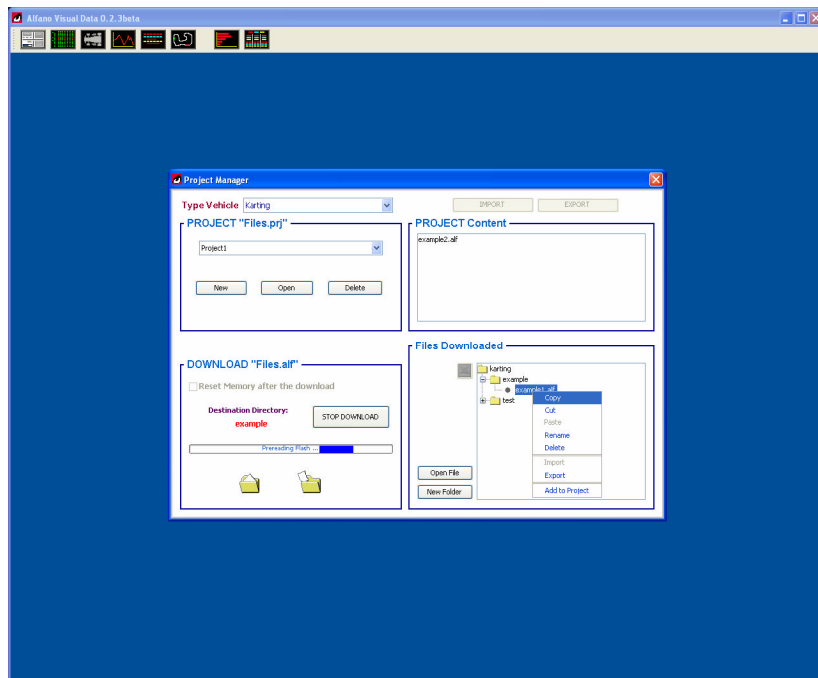 Alfano Visual Data 0.2.3beta
Project Manager
Type Vehicle Karting
IMPORT EXPORT
PROJECT "Files.prj"
Project1
New Open Delete
PROJECT Content
example2.alf
DOWNLOAD "Files.alf"
Reset Memory after the download
Destination Directory:
example
STOP DOWNLOAD
Prereading Flash ...
Files Downloaded
karting
example
example1.alf
test
Copy
Cut
Paste
Rename
Delete
Import
Export
Add to Project
Open File
New Folder